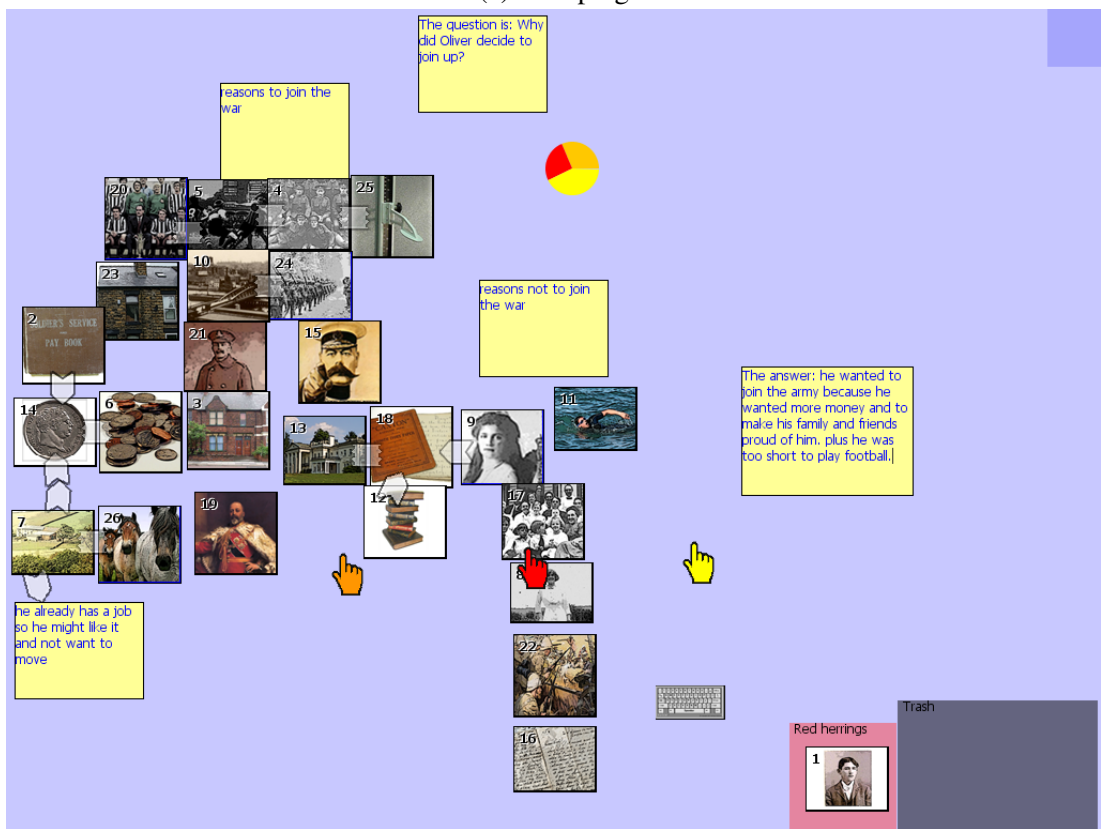 The question is: Why
did Oliver decide to
join up?
reasons to join the
war
20
5
4
25
23
10
24
2
SOLDIER'S SERVICE
PAY BOOK
21
15
reasons not to join
the war
The answer: he wanted to
join the army because he
wanted more money and to
make his family and friends
proud of him. plus he was
too short to play football.
14
6
3
13
18
9
11
7
26
19
12
17
8
he already has a job
so he might like it
and not want to
move
22
16
Trash
Red herrings
1